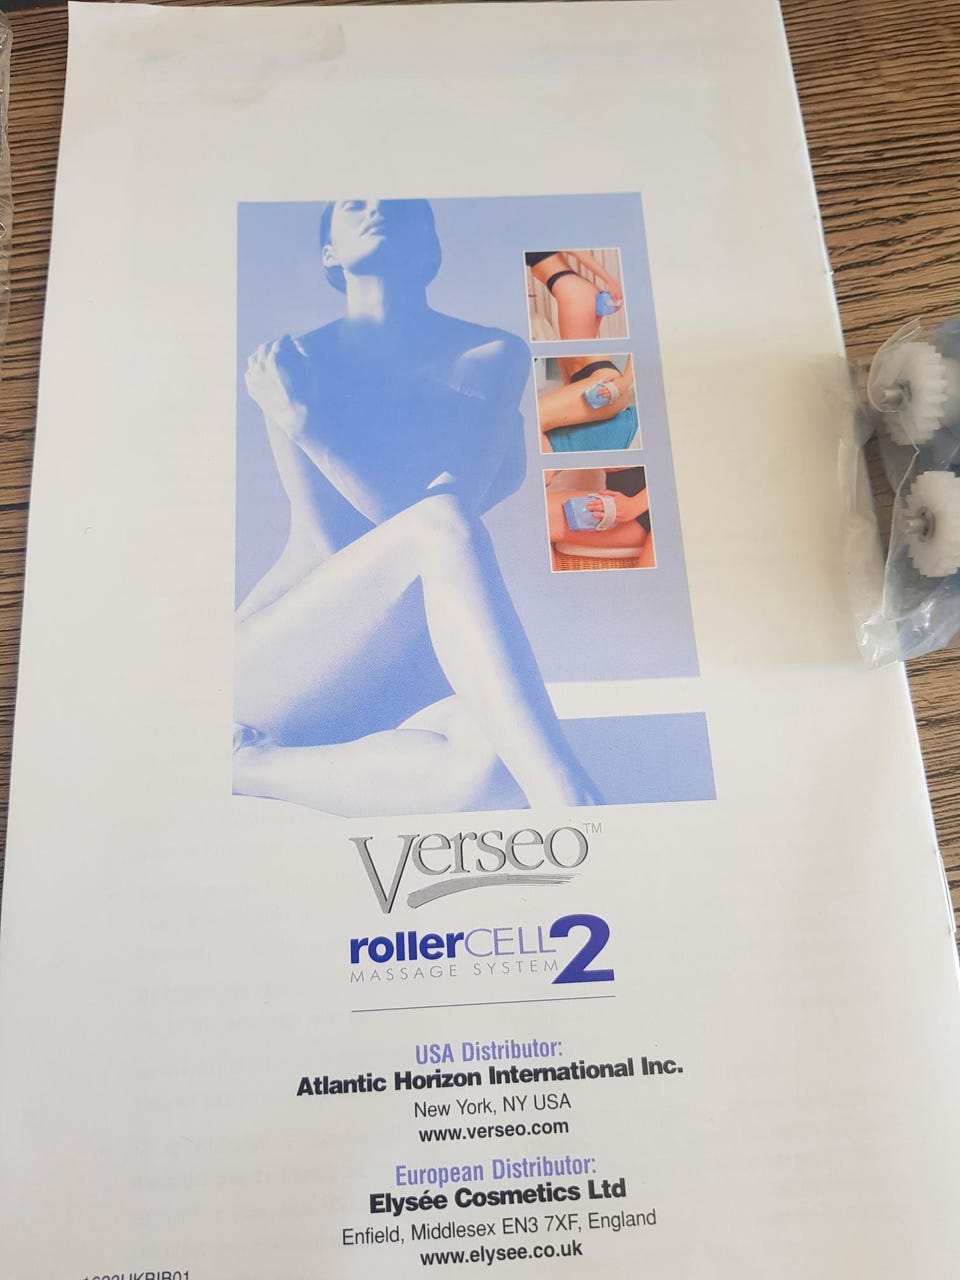 Verseo™
rollerCELL2
MASSAGE SYSTEM
USA Distributor:
Atlantic Horizon International Inc.
New York, NY USA
www.verseo.com
European Distributor:
Elysée Cosmetics Ltd
Enfield, Middlesex EN3 7XF, England
www.elysee.co.uk